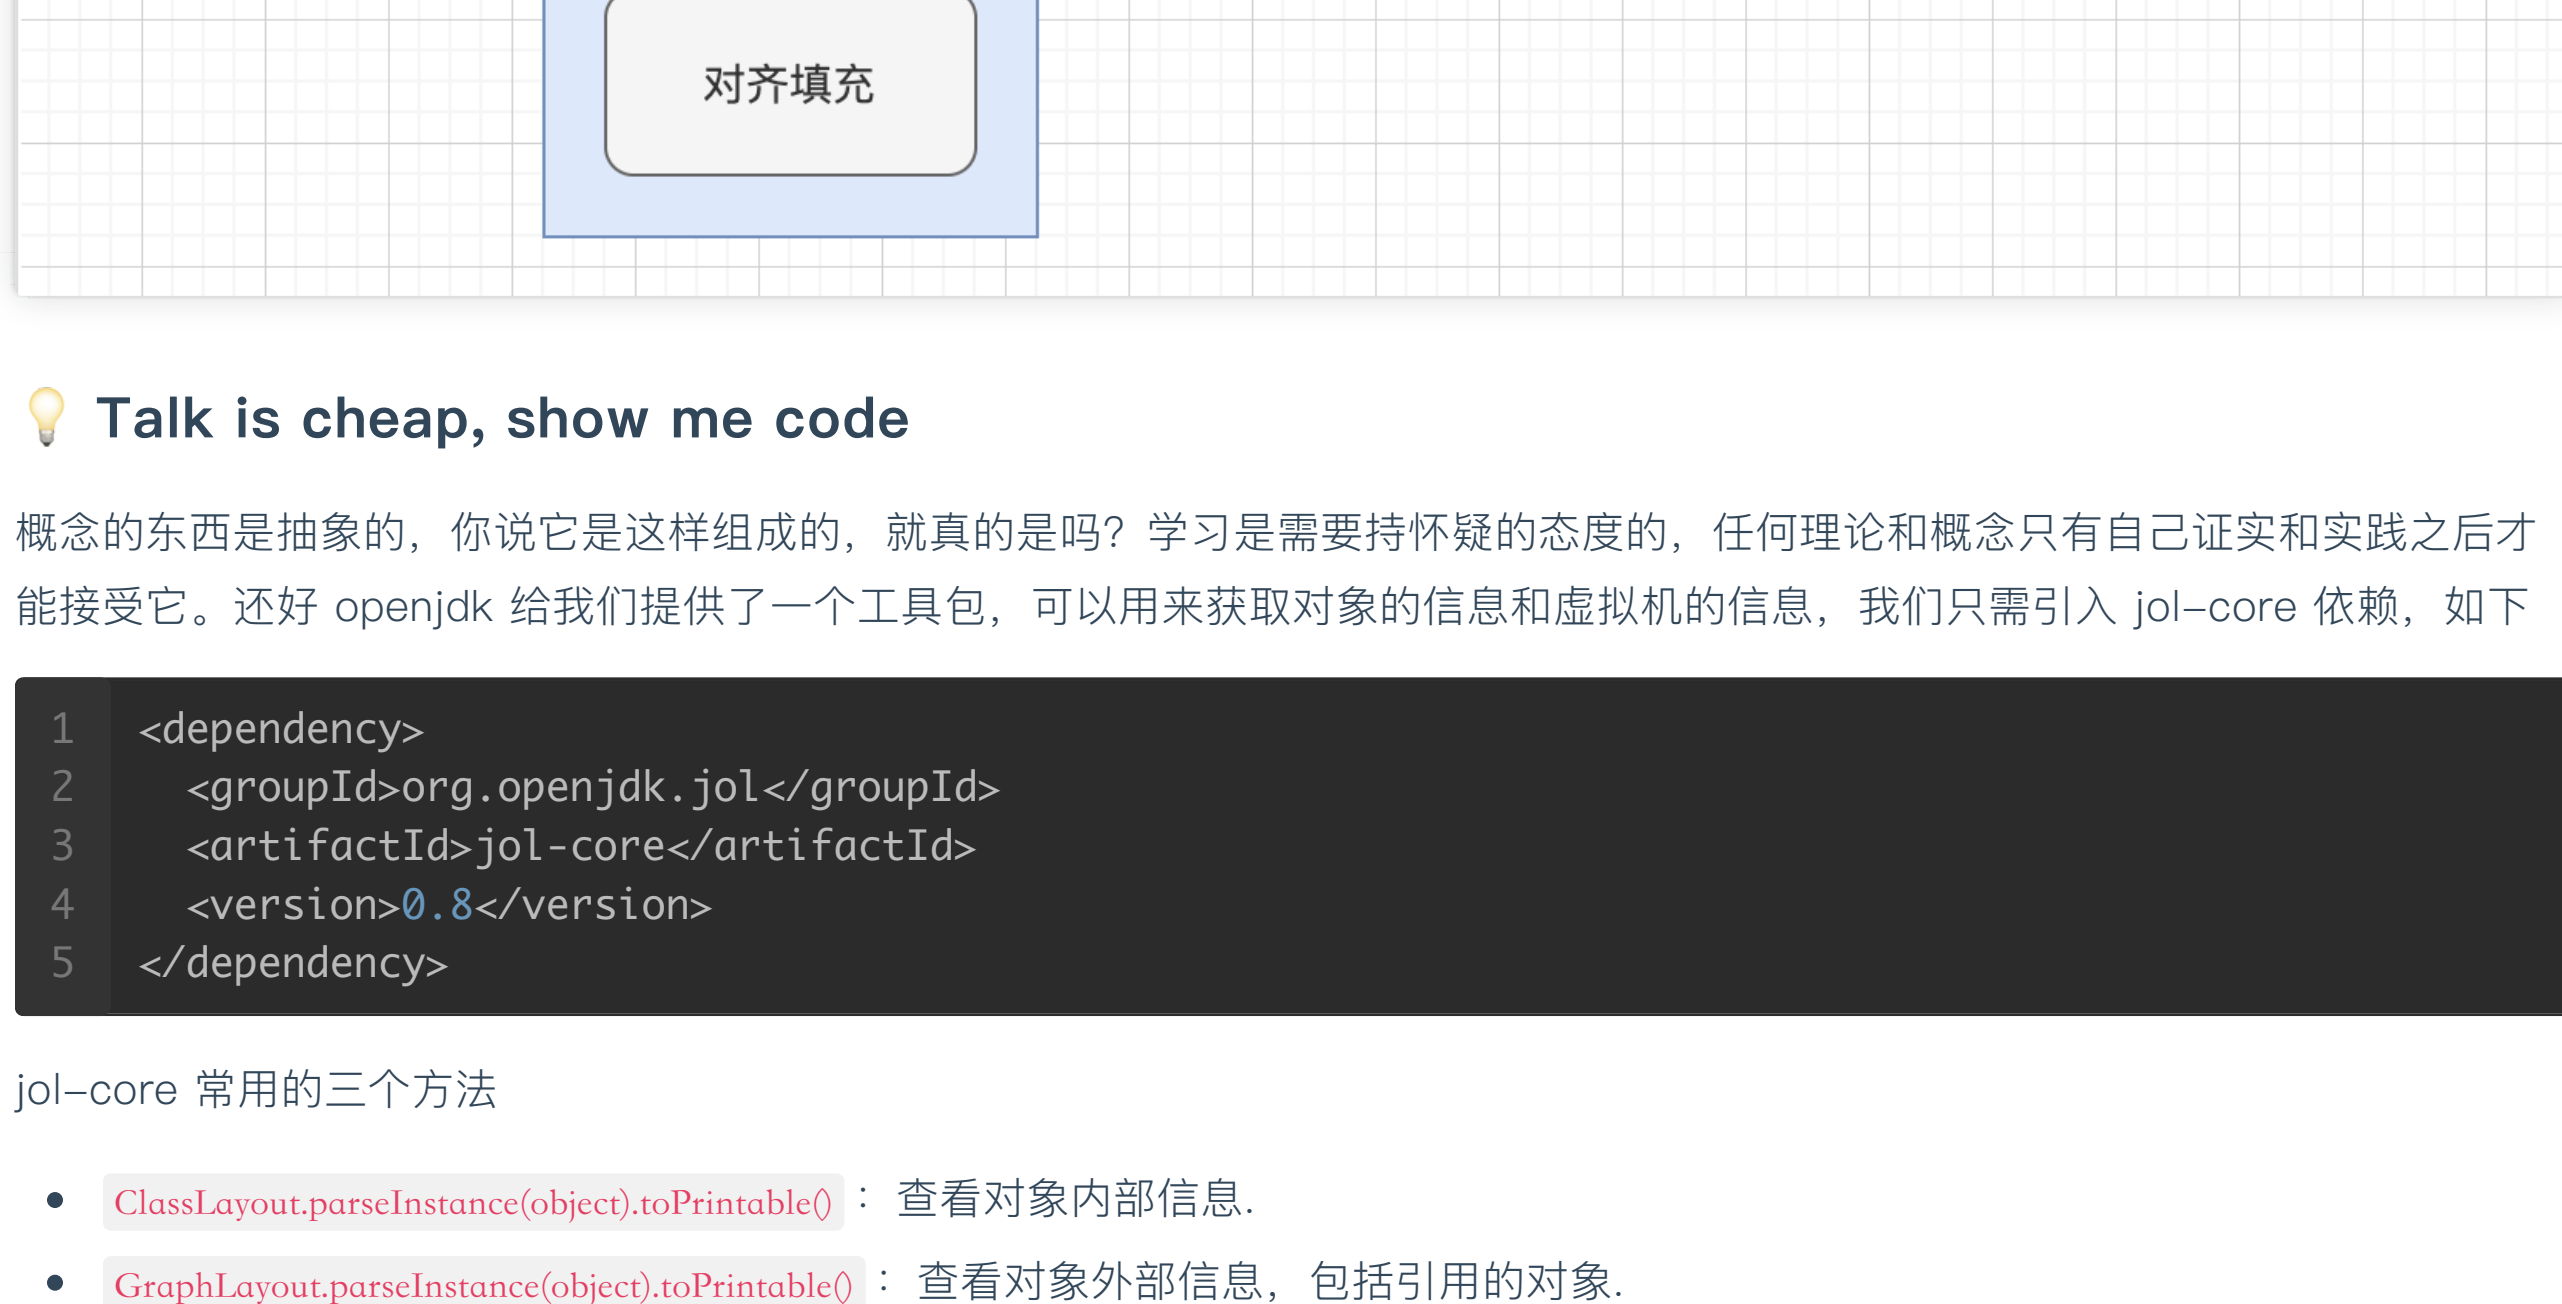 对齐填充
💡 Talk is cheap, show me code
概念的东西是抽象的，你说它是这样组成的，就真的是吗？学习是需要持怀疑的态度的，任何理论和概念只有自己证实和实践之后才
能接受它。还好 openjdk 给我们提供了一个工具包，可以用来获取对象的信息和虚拟机的信息，我们只需引入 jol-core 依赖，如下
1 <dependency>
2   <groupId>org.openjdk.jol</groupId>
3   <artifactId>jol-core</artifactId>
4   <version>0.8</version>
5 </dependency>
jol-core 常用的三个方法
• ClassLayout.parseInstance(object).toPrintable() ：查看对象内部信息.
• GraphLayout.parseInstance(object).toPrintable() ：查看对象外部信息，包括引用的对象.